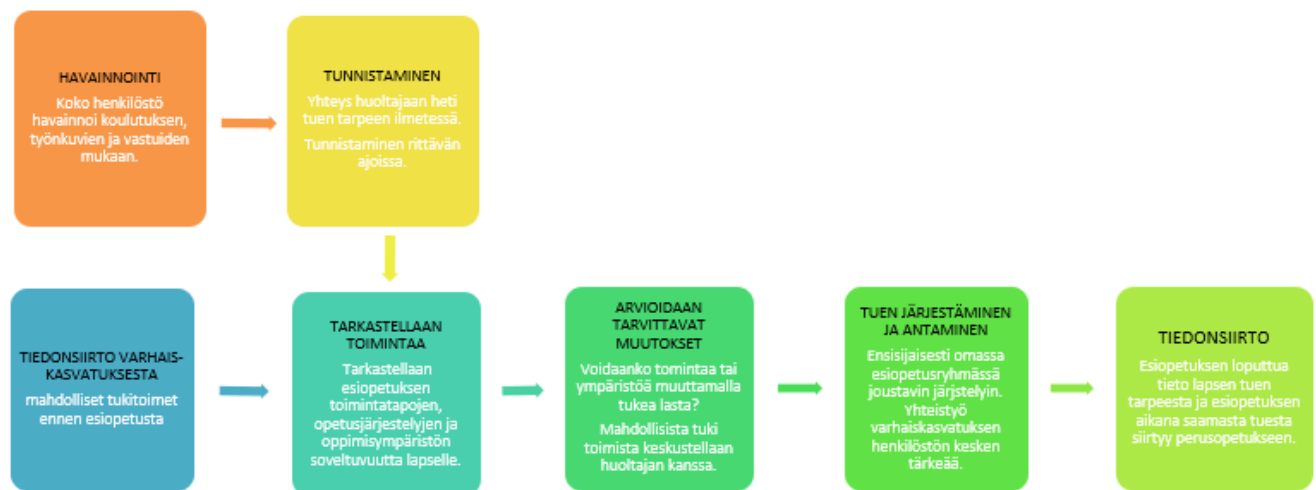 HAVAINNOINTI
Koko henkilöstö
havainnoi koulutuksen,
työnkuvien ja vastuiden
mukaan.
TUNNISTAMINEN
Yhteys huoltajaan heti
tuen tarpeen ilmetessä.
Tunnistaminen rittävän
ajoissa.
TIEDONSIIRTO VARHAIS-
KASVATUKSESTA
mahdolliset tukitoimet
ennen esiopetusta
TARKASTELLAAN
TOIMINTAA
Tarkastellaan
esiopetuksen
toimintatapojen,
opetusjärjestelyjen ja
oppimisympäristön
soveltuvuutta lapselle.
ARVIOIDAAN
TARVITTAVAT
MUUTOKSET
Voidaanko tomintaa tai
ympäristöä muuttamalla
tukea lasta?
Mahdollisista tuki
toimista keskustellaan
huoltajan kanssa.
TUEN JÄRJESTÄMINEN
JA ANTAMINEN
Ensisijaisesti omassa
esiopetusryhmässä
joustavin järjstelyin.
Yhteistyö
varhaiskasvatuksen
henkilöstön kesken
tärkeää.
TIEDONSIIRTO
Esiopetuksen loputtua
tieto lapsen tuen
tarpeesta ja esiopetuksen
aikana saamasta tuesta
siirtyy perusopetukseen.